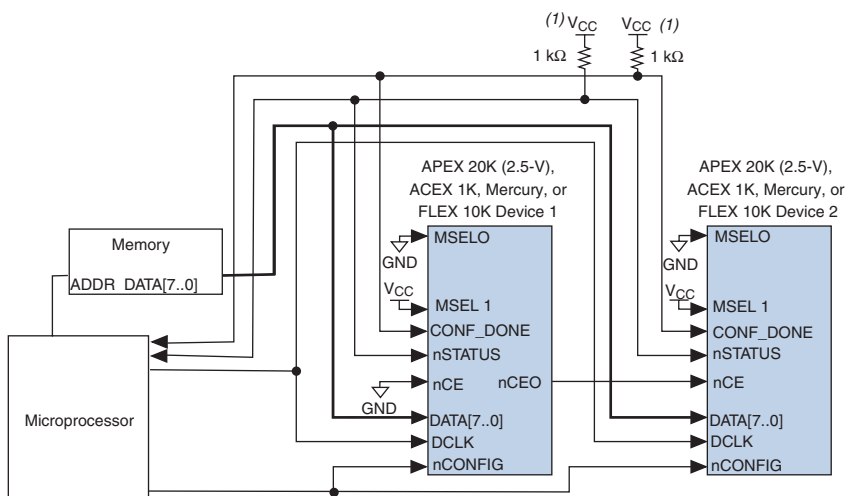 (1) VCC VCC (1)
1 kΩ 1 kΩ
APEX 20K (2.5-V),
ACEX 1K, Mercury, or
FLEX 10K Device 1
APEX 20K (2.5-V),
ACEX 1K, Mercury, or
FLEX 10K Device 2
Memory
ADDR DATA[7..0]
Microprocessor
GND
VCC
GND
MSELO
MSEL 1
CONF_DONE
nSTATUS
nCE nCEO
DATA[7..0]
DCLK
nCONFIG
GND
VCC
MSELO
MSEL 1
CONF_DONE
nSTATUS
nCE
DATA[7..0]
DCLK
nCONFIG